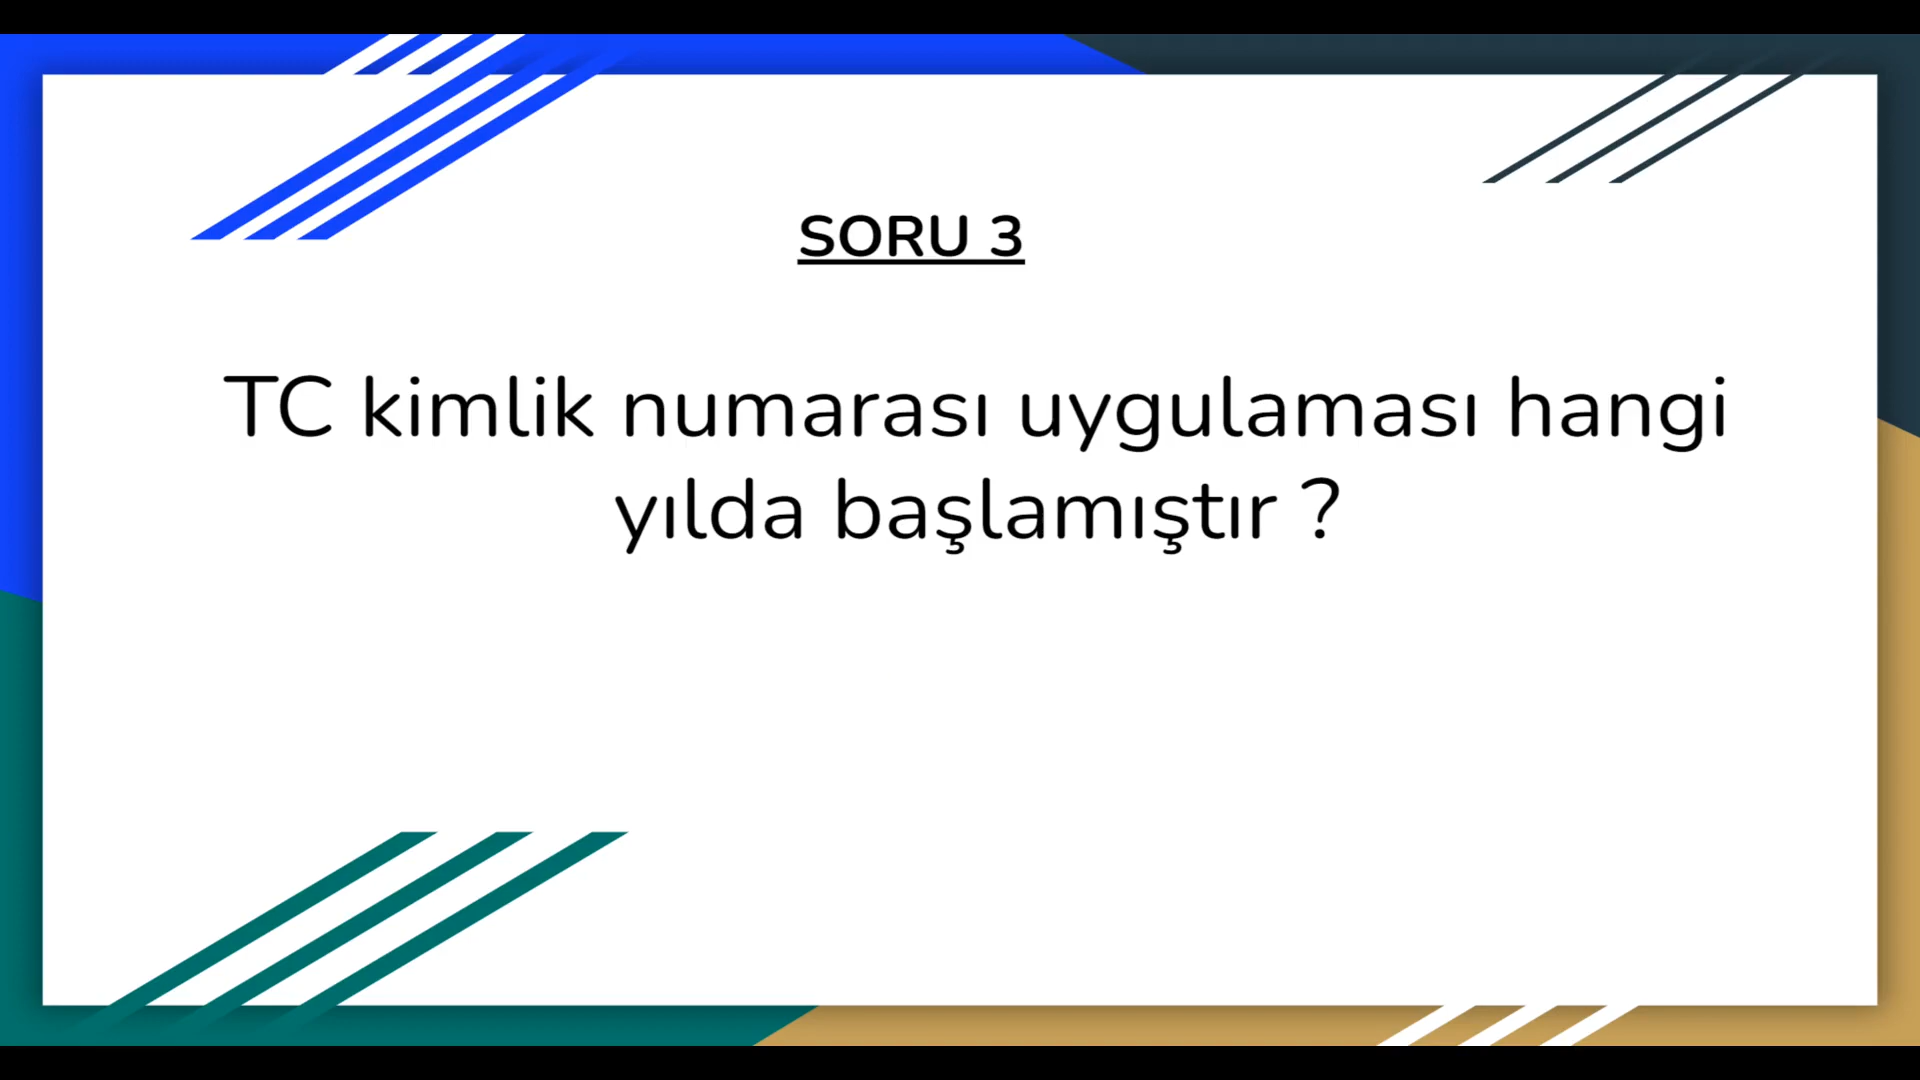 SORU 3
TC kimlik numarası uygulaması hangi
yılda başlamıştır ?